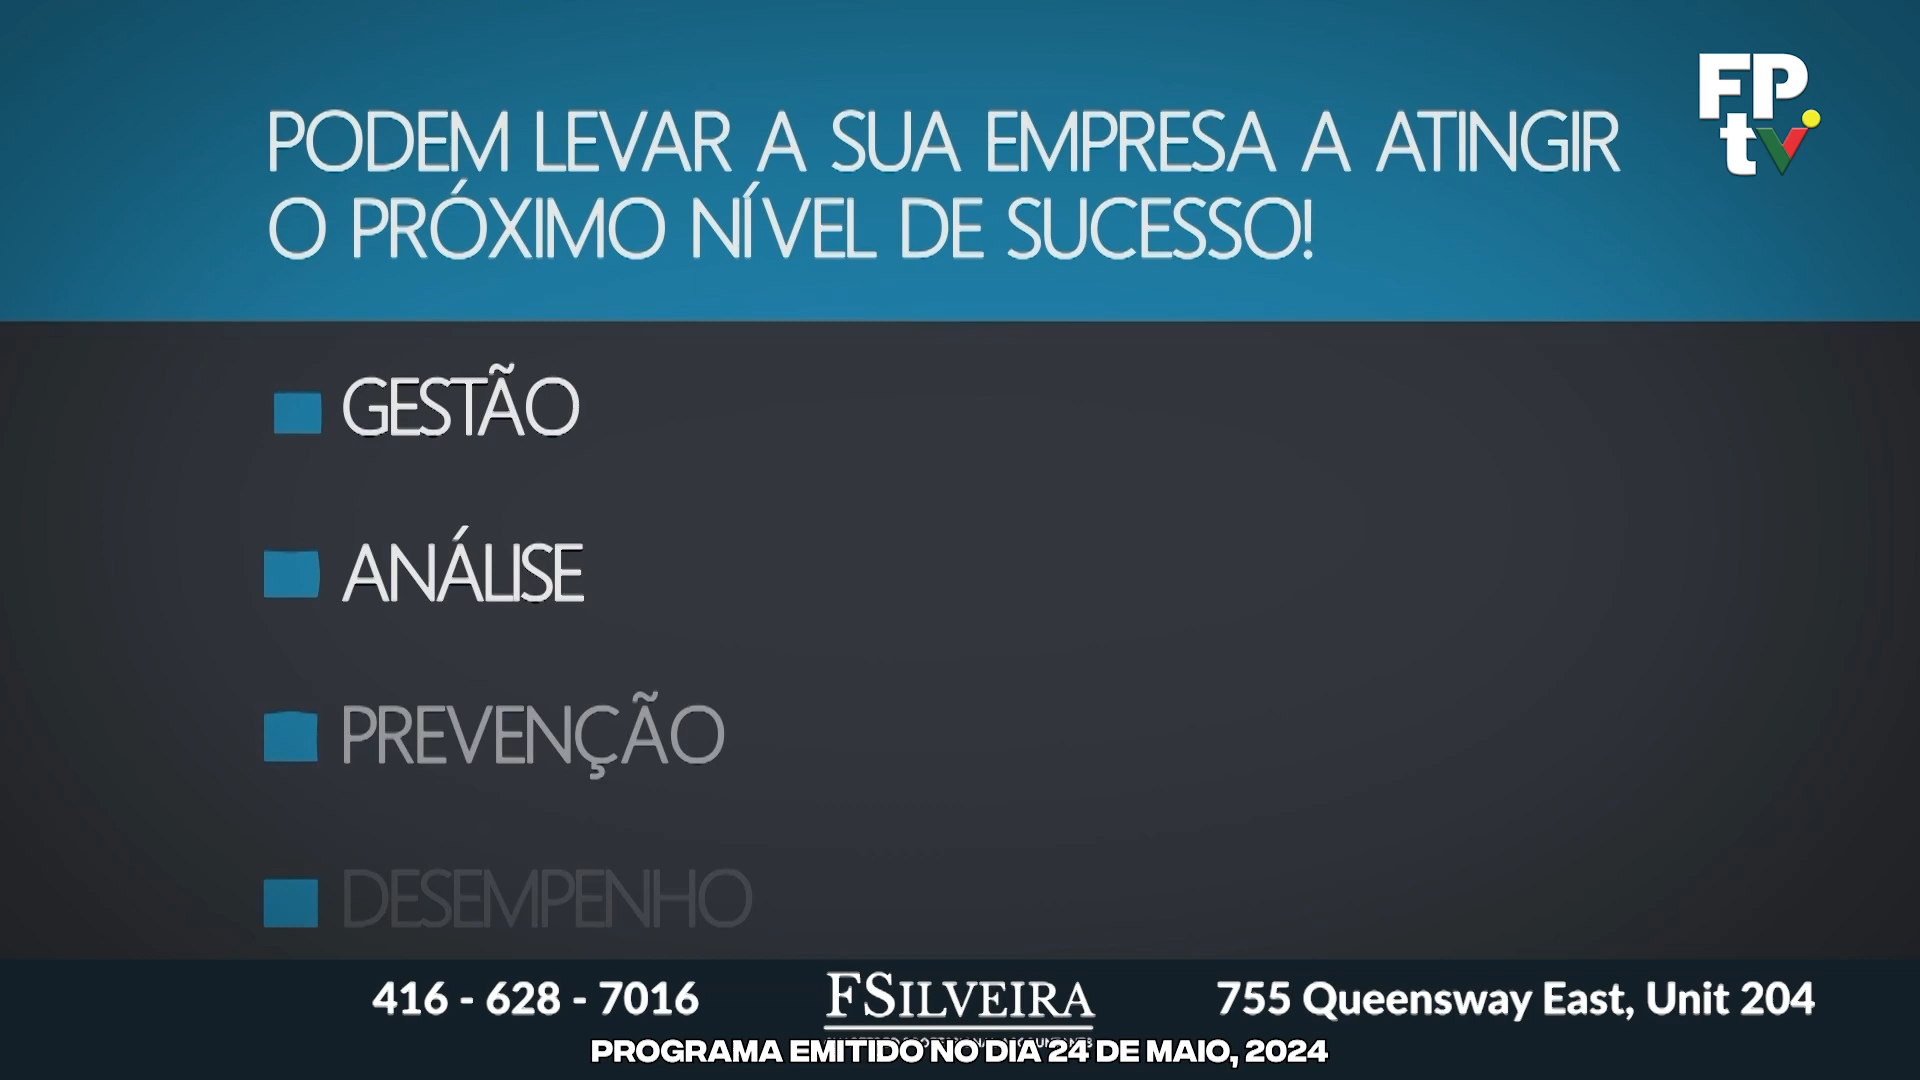 FP
tv
PODEM LEVAR A SUA EMPRESA A ATINGIR
O PRÓXIMO NÍVEL DE SUCESSO!
GESTÃO
ANÁLISE
PREVENÇÃO
DESEMPENHO
416 - 628 - 7016
FSILVEIRA
755 Queensway East, Unit 204
PROGRAMA EMITIDO NO DIA 24 DE MAIO, 2024